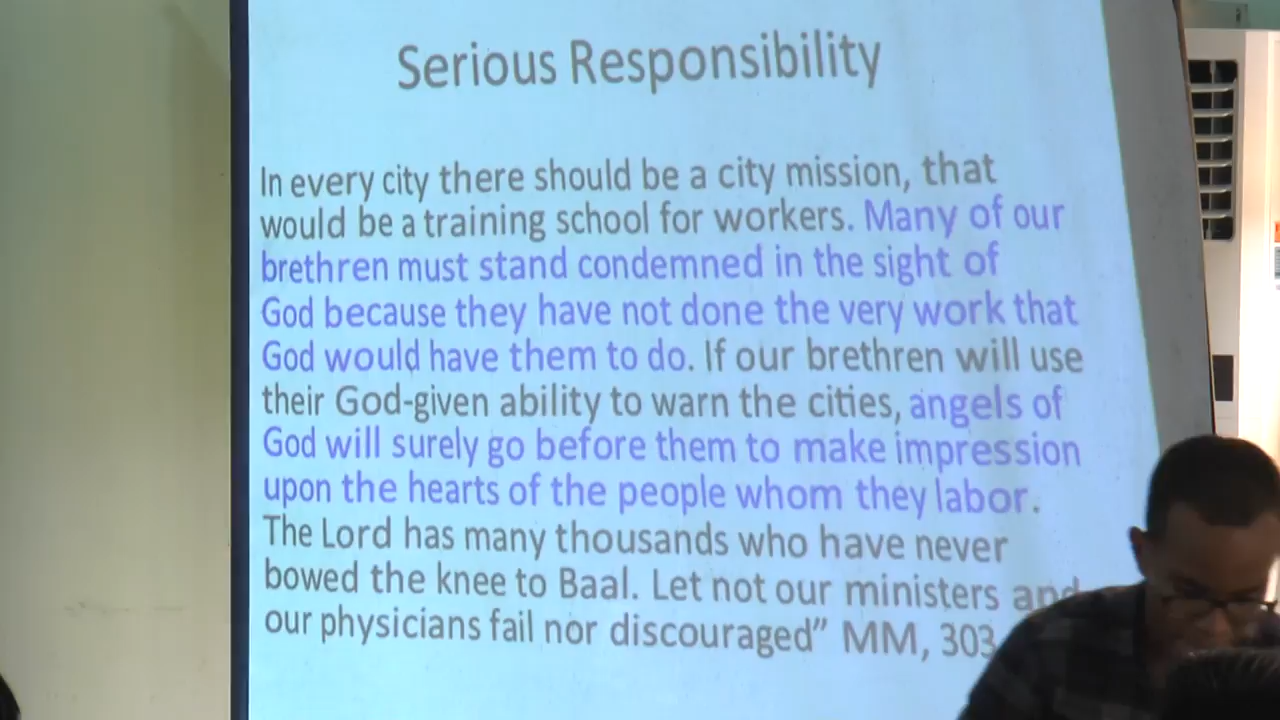 Serious Responsibility
In every city there should be a city mission, that
would be a training school for workers. Many of our
brethren must stand condemned in the sight of
God because they have not done the very work that
God would have them to do. If our brethren will use
their God-given ability to warn the cities, angels of
God will surely go before them to make impression
upon the hearts of the people whom they labor.
The Lord has many thousands who have never
bowed the knee to Baal. Let not our ministers and
our physicians fail nor discouraged” MM, 303